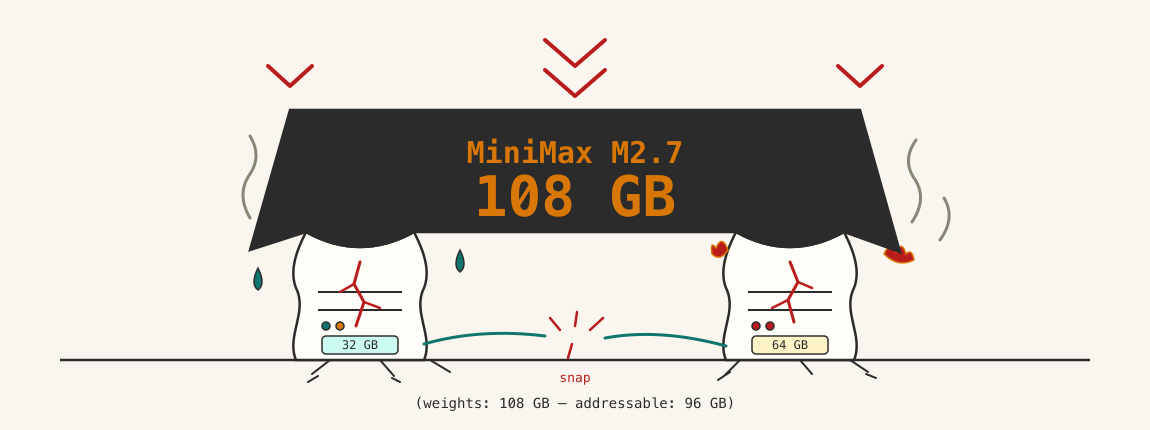 MiniMax M2.7
108 GB
32 GB
64 GB
snap
(weights: 108 GB — addressable: 96 GB)